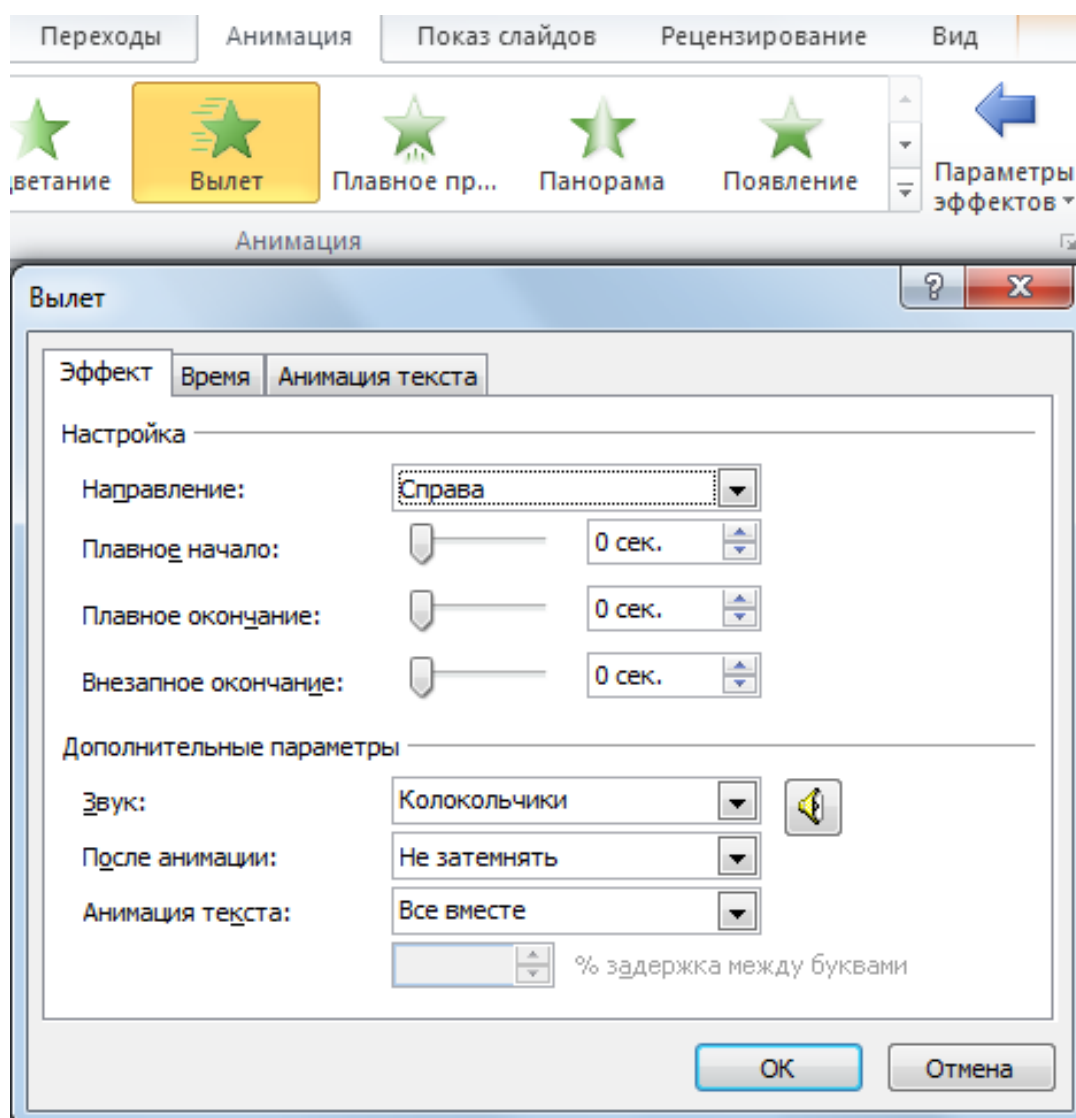 Переходы Анимация Показ слайдов Рецензирование Вид
ветание Вылет Плавное пр... Панорама Появление Параметры
эффектов
Анимация
Вылет
Эффект Время Анимация текста
Настройка
Направление: Справа
Плавное начало: 0 сек.
Плавное окончание: 0 сек.
Внезапное окончание: 0 сек.
Дополнительные параметры
Звук: Колокольчики
После анимации: Не затемнять
Анимация текста: Все вместе
% задержка между буквами
ОК Отмена